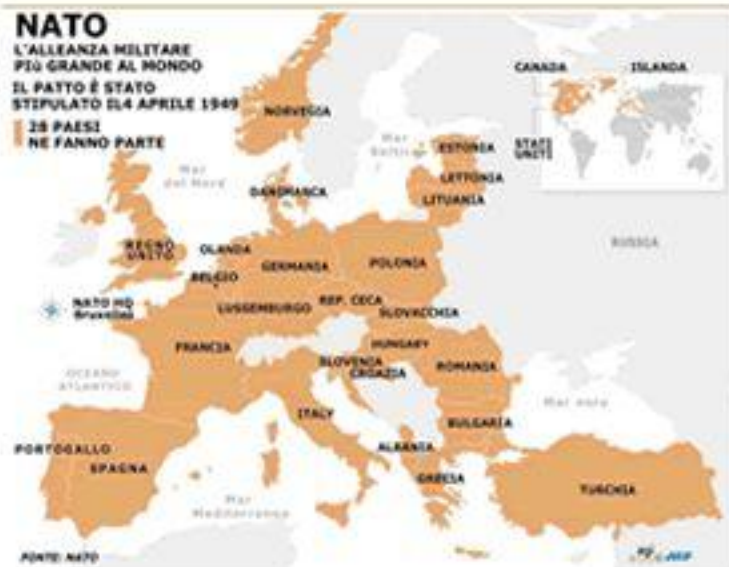 NATO
L'ALLEANZA MILITARE
PIÙ GRANDE AL MONDO
IL PATTO È STATO
STIPULATO IL4 APRILE 1949
28 PAESI
NE FANNO PARTE
CANADA
ISLANDA
STATI
UNITI
NORVEGIA
Mar
Baltico
ESTONIA
LETTONIA
LITUANIA
Mar
del Nord
DANIMARCA
RUSSIA
REGNO
UNITO
OLANDA
BELGIO
GERMANIA
POLONIA
NATO HQ
Bruxelles
LUSSEMBURGO
REP. CECA
SLOVACCHIA
FRANCIA
HUNGARY
SLOVENIA
CROAZIA
ROMANIA
OCEANO
ATLANTICO
ITALY
BULGARIA
Mar nero
PORTOGALLO
SPAGNA
ALBANIA
GRECIA
TURCHIA
Mar
Mediterraneo
FONTE: NATO